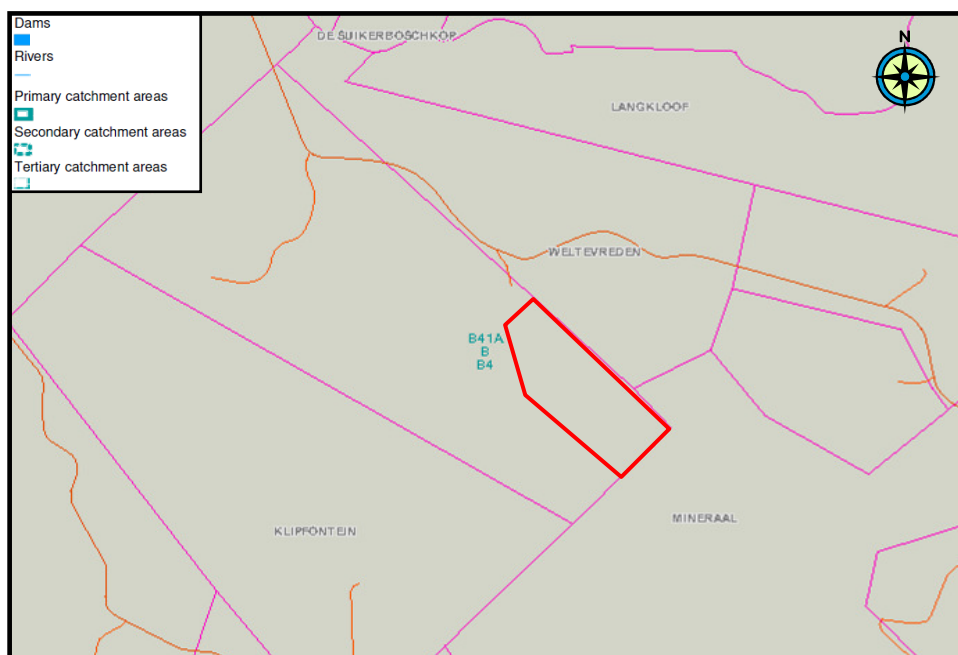 Dams
Rivers
Primary catchment areas
Secondary catchment areas
Tertiary catchment areas
N
DE SUIKERBOSCHKOP
LANGKLOOF
WELTEVREDEN
B41A
B
B4
MINERAAL
KLIPFONTEIN